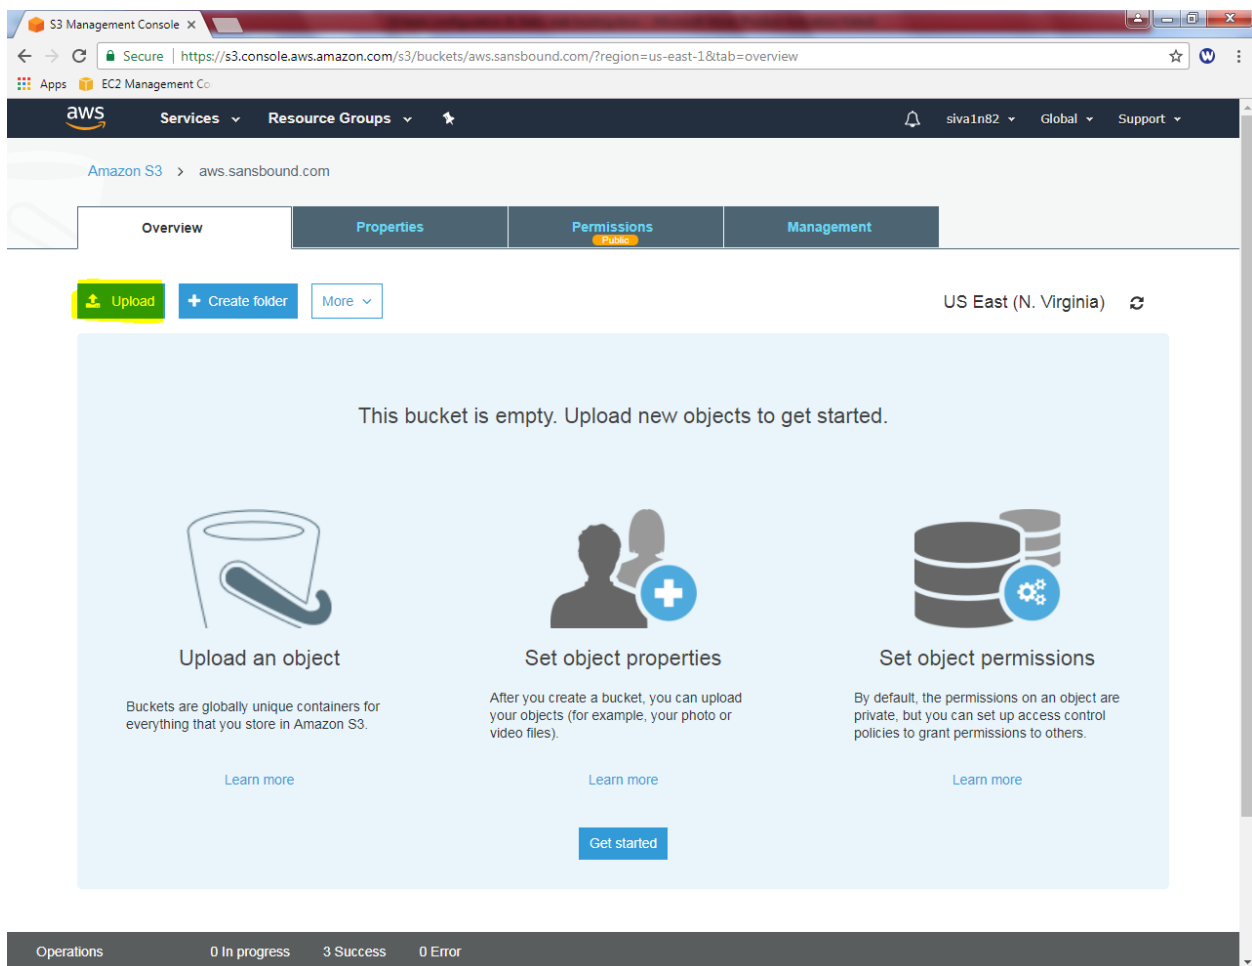 S3 Management Console
Secure | https://s3.console.aws.amazon.com/s3/buckets/aws.sansbound.com/?region=us-east-1&tab=overview
Apps EC2 Management Co
aws Services Resource Groups siva1n82 Global Support
Amazon S3 > aws.sansbound.com
Overview Properties Permissions Management
Public
Upload Create folder More US East (N. Virginia)
This bucket is empty. Upload new objects to get started.
Upload an object
Buckets are globally unique containers for
everything that you store in Amazon S3.
Learn more
Set object properties
After you create a bucket, you can upload
your objects (for example, your photo or
video files).
Learn more
Set object permissions
By default, the permissions on an object are
private, but you can set up access control
policies to grant permissions to others.
Learn more
Get started
Operations 0 In progress 3 Success 0 Error